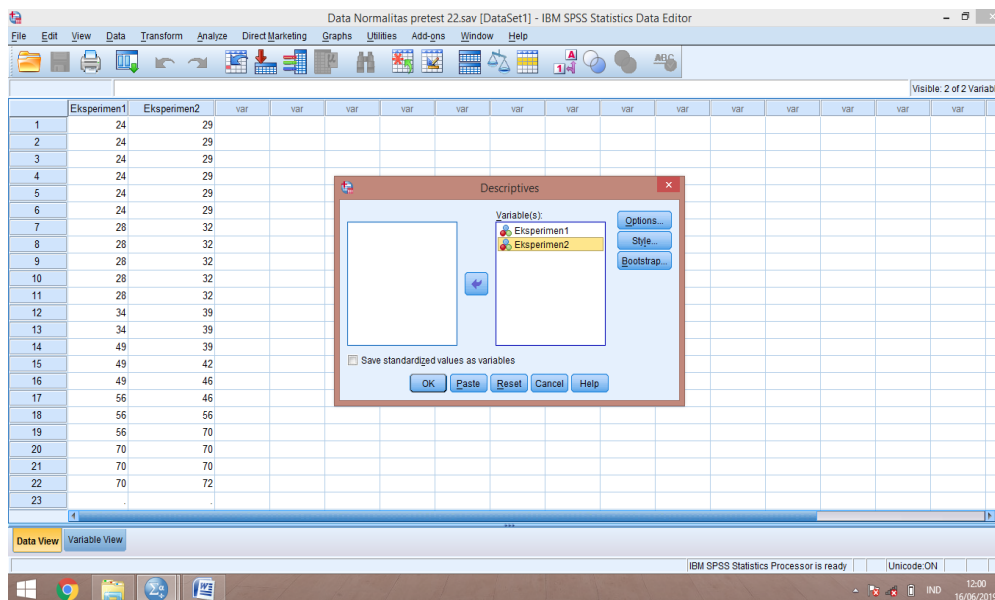 Data Normalitas pretest 22.sav [DataSet1] - IBM SPSS Statistics Data Editor
File Edit View Data Transform Analyze Direct Marketing Graphs Utilities Add-ons Window Help
Visible: 2 of 2 Variabl
Eksperimen1 Eksperimen2 var var var var var var var var var var var var var var
1 24 29
2 24 29
3 24 29
4 24 29
5 24 29
6 24 29
7 28 32
8 28 32
9 28 32
10 28 32
11 28 32
12 34 39
13 34 39
14 49 39
15 49 42
16 49 46
17 56 46
18 56 56
19 56 70
20 70 70
21 70 70
22 70 72
23 . .
Descriptives
Variable(s):
Eksperimen1
Eksperimen2
Options...
Style...
Bootstrap...
Save standardized values as variables
OK Paste Reset Cancel Help
Data View Variable View
IBM SPSS Statistics Processor is ready Unicode:ON
IND 12:00
16/06/2019